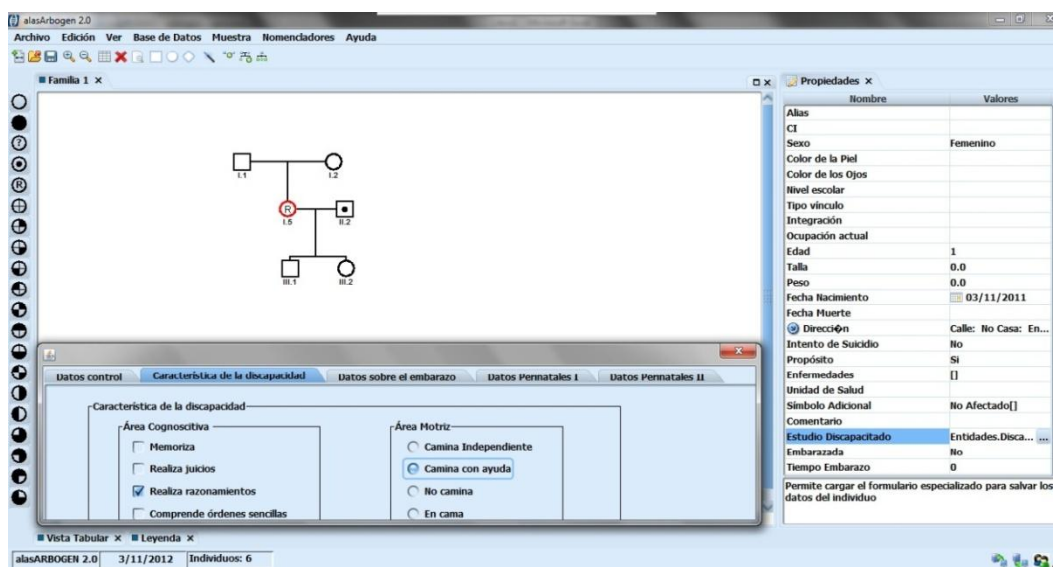 alasArbogen 2.0
Archivo Edición Ver Base de Datos Muestra Nomencladores Ayuda
Familia 1
I.1
I.2
R
I.5
II.2
III.1
III.2
Propiedades
Nombre Valores
Alias
CI
Sexo Femenino
Color de la Piel
Color de los Ojos
Nivel escolar
Tipo vínculo
Integración
Ocupación actual
Edad 1
Talla 0.0
Peso 0.0
Fecha Nacimiento 03/11/2011
Fecha Muerte
Direcci�n Calle: No Casa: En...
Intento de Suicidio No
Propósito Si
Enfermedades []
Unidad de Salud
Símbolo Adicional No Afectado[]
Comentario
Estudio Discapacitado Entidades.Disca... ...
Embarazada No
Tiempo Embarazo 0
Permite cargar el formulario especializado para salvar los
datos del individuo
Datos control Característica de la discapacidad Datos sobre el embarazo Datos Perinatales I Datos Perinatales II
Característica de la discapacidad
Área Cognoscitiva
Memoriza
Realiza juicios
Realiza razonamientos
Comprende órdenes sencillas
Área Motriz
Camina Independiente
Camina con ayuda
No camina
En cama
Vista Tabular Leyenda
alasARBOGEN 2.0 3/11/2012 Individuos: 6